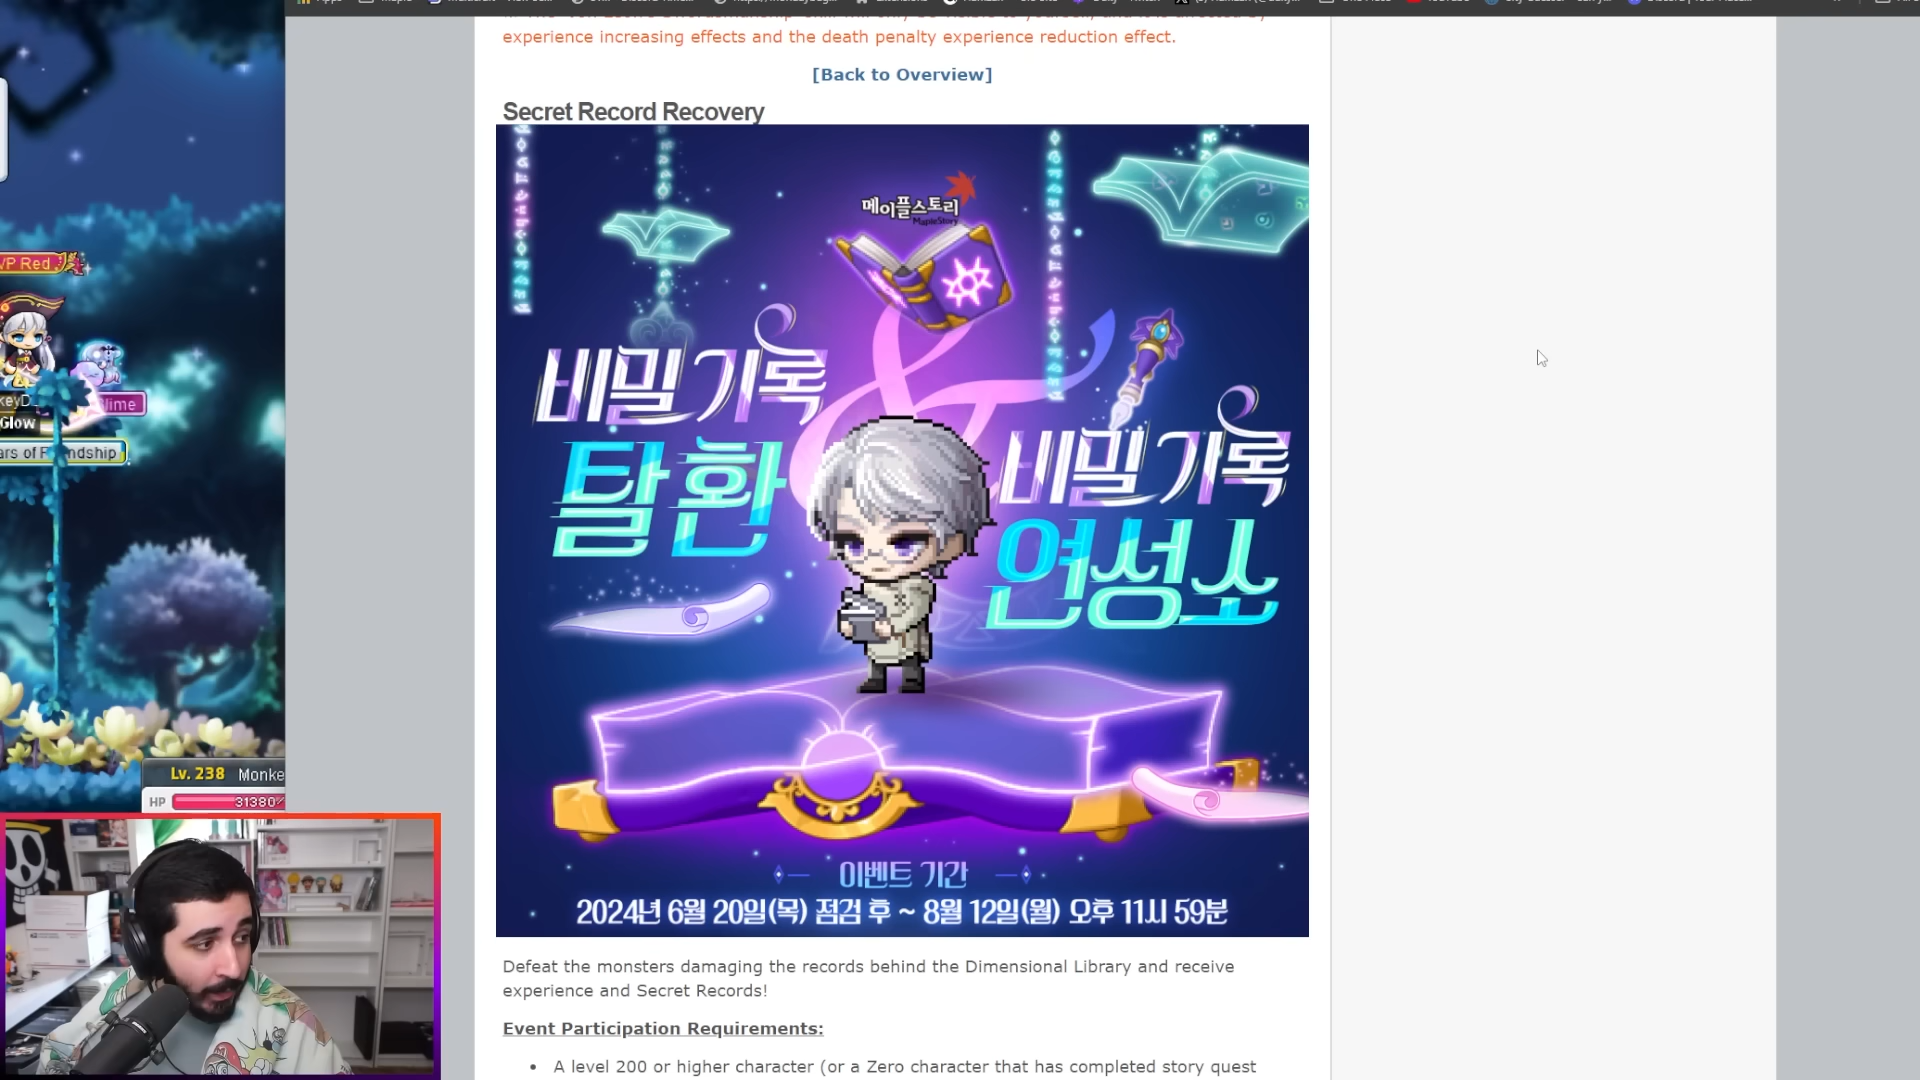 experience increasing effects and the death penalty experience reduction effect.
[Back to Overview]
Secret Record Recovery
메이플스토리
MapleStory
비밀기록
탈환
&
비밀기록
연성소
이벤트 기간
2024년 6월 20일(목) 점검 후 ~ 8월 12일(월) 오후 11시 59분
Defeat the monsters damaging the records behind the Dimensional Library and receive
experience and Secret Records!
Event Participation Requirements:
• A level 200 or higher character (or a Zero character that has completed story quest
VP Red
Glow
Lv. 238 Monke
HP 31380